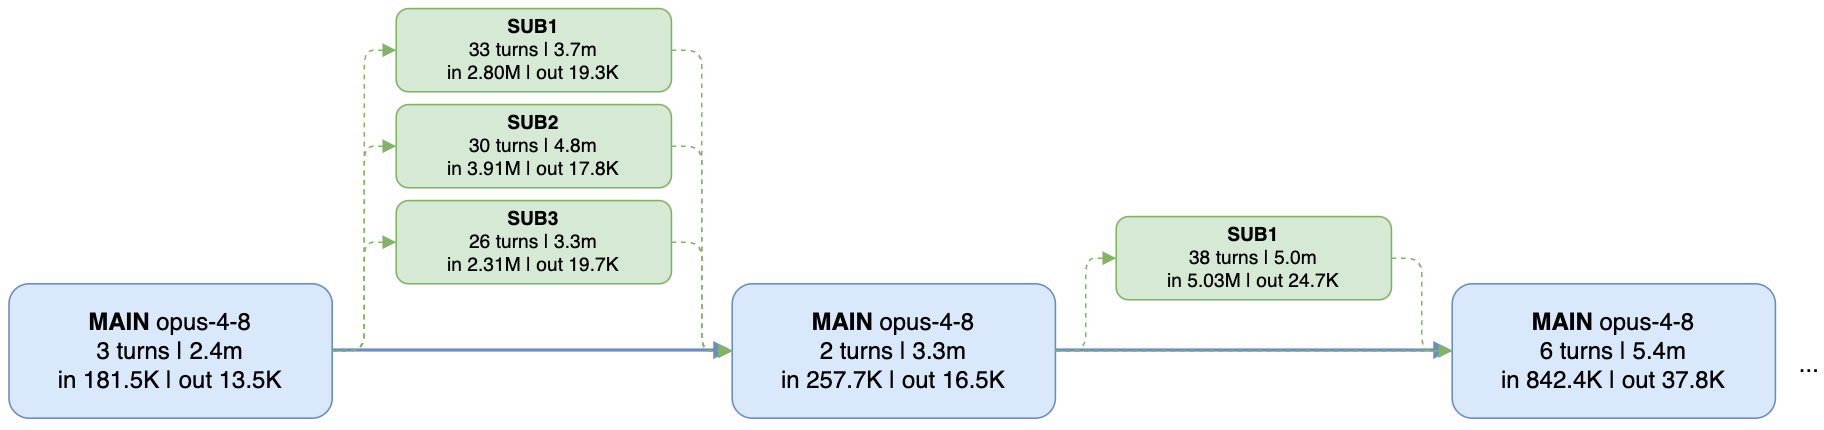 SUB1
33 turns | 3.7m
in 2.80M | out 19.3K
SUB2
30 turns | 4.8m
in 3.91M | out 17.8K
SUB3
26 turns | 3.3m
in 2.31M | out 19.7K
MAIN opus-4-8
3 turns | 2.4m
in 181.5K | out 13.5K
MAIN opus-4-8
2 turns | 3.3m
in 257.7K | out 16.5K
SUB1
38 turns | 5.0m
in 5.03M | out 24.7K
MAIN opus-4-8
6 turns | 5.4m
in 842.4K | out 37.8K
...